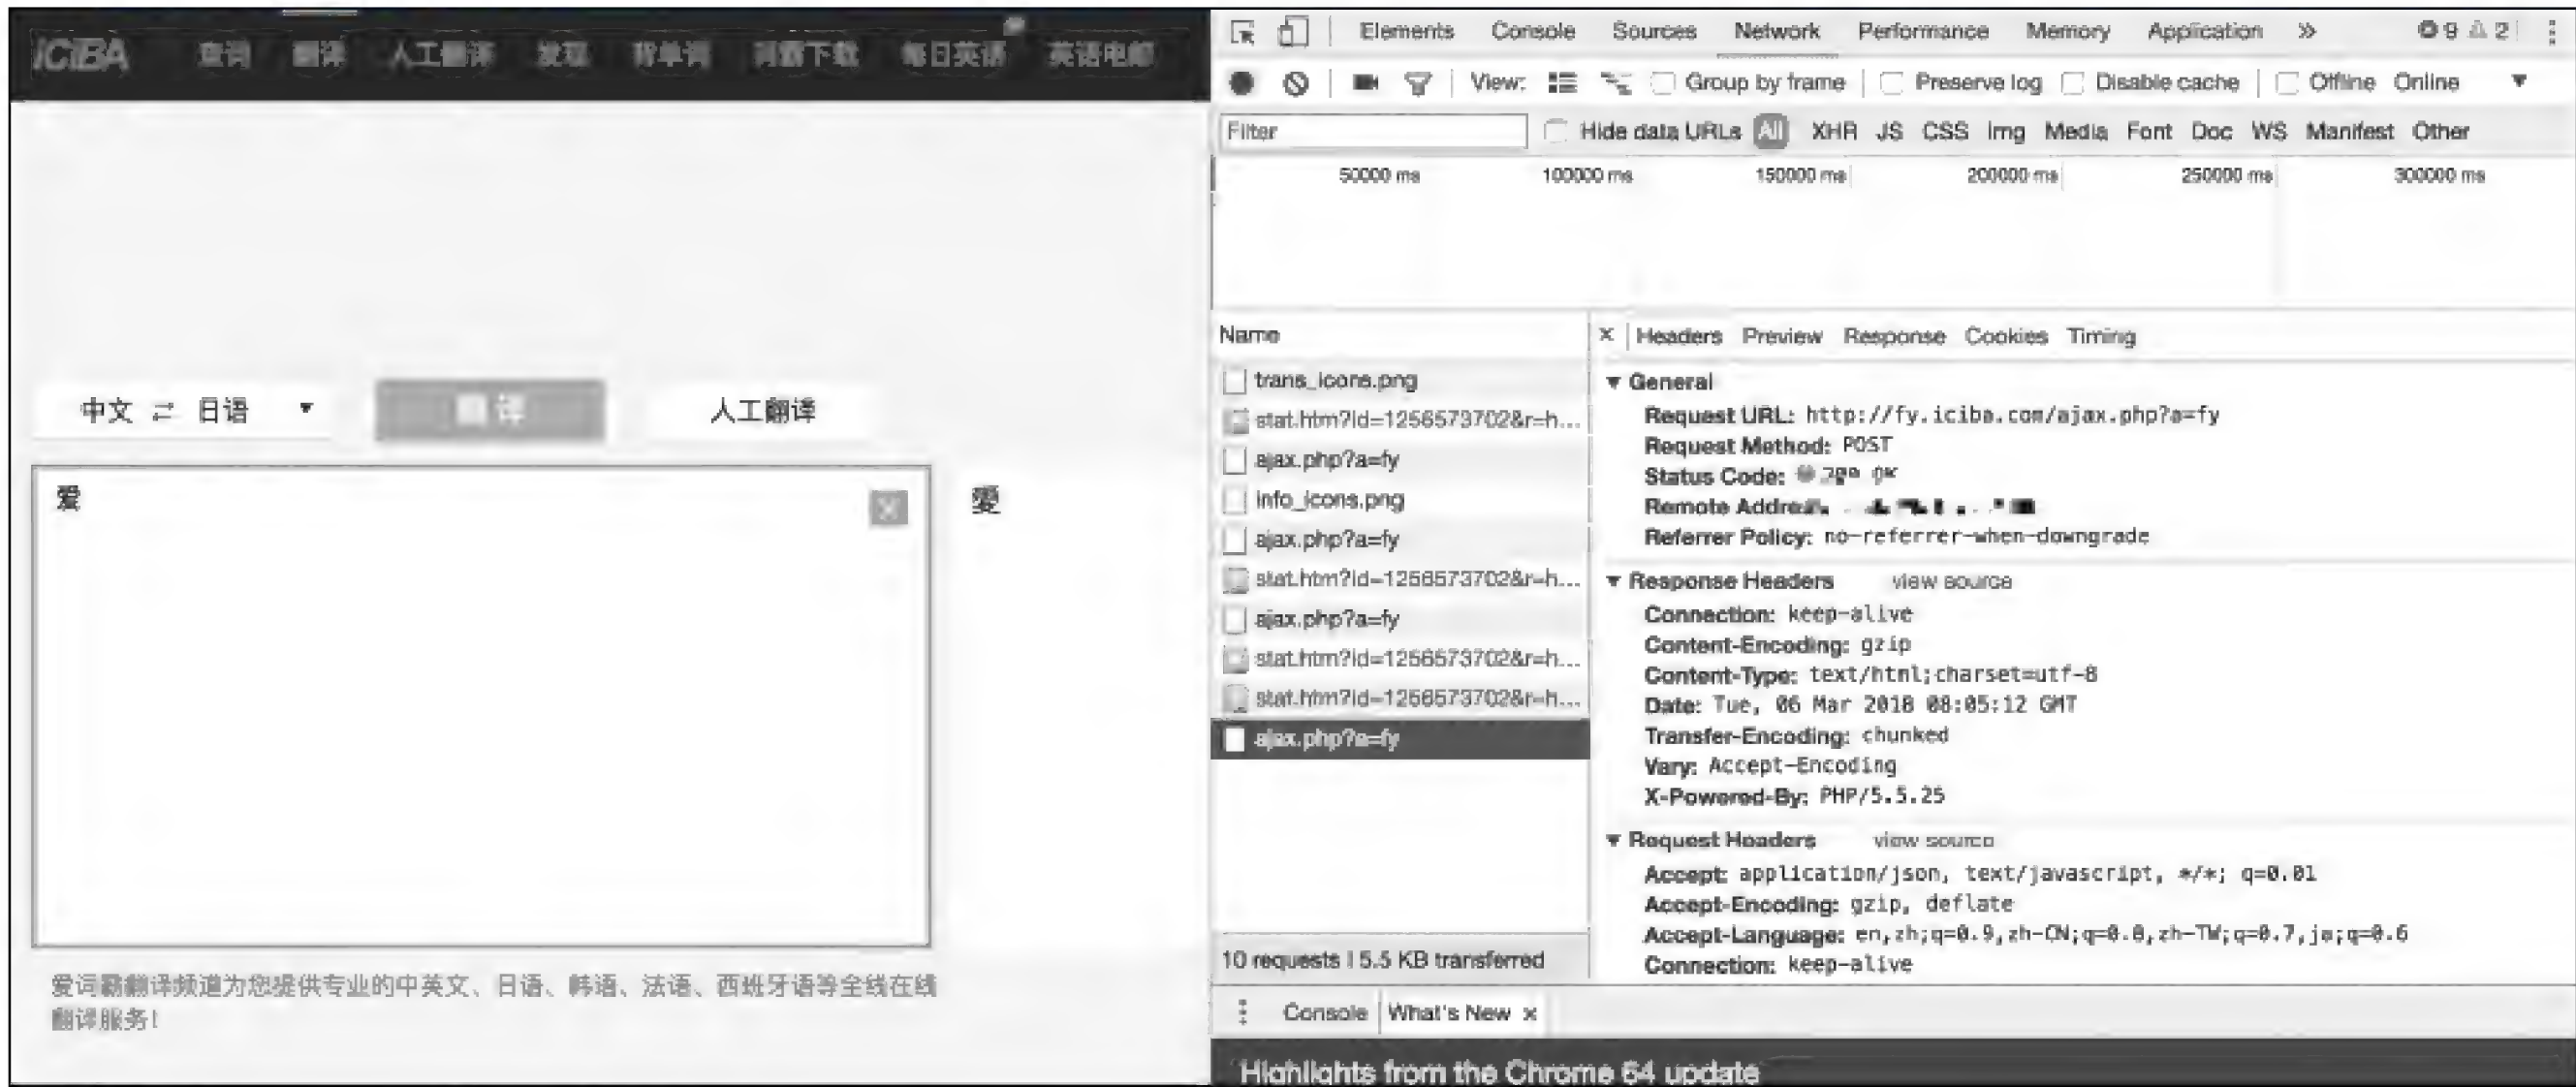 iCIBA 查词 翻译 人工翻译 发现 背单词 词霸下载 每日英语 英语电邮
中文 ⇄ 日语 ▼ 翻译 人工翻译
爱
愛
爱词霸翻译频道为您提供专业的中英文、日语、韩语、法语、西班牙语等全线在线
翻译服务!
Elements Console Sources Network Performance Memory Application » 9 2
View: Group by frame Preserve log Disable cache Offline Online ▼
Filter Hide data URLs All XHR JS CSS Img Media Font Doc WS Manifest Other
50000 ms 100000 ms 150000 ms 200000 ms 250000 ms 300000 ms
Name
trans_icons.png
stat.htm?id=1256573702&r=h...
ajax.php?a=fy
info_icons.png
ajax.php?a=fy
stat.htm?id=1256573702&r=h...
ajax.php?a=fy
stat.htm?id=1256573702&r=h...
stat.htm?id=1256573702&r=h...
ajax.php?a=fy
10 requests | 5.5 KB transferred
× Headers Preview Response Cookies Timing
▼ General
Request URL: http://fy.iciba.com/ajax.php?a=fy
Request Method: POST
Status Code: 200 OK
Remote Address:
Referrer Policy: no-referrer-when-downgrade
▼ Response Headers view source
Connection: keep-alive
Content-Encoding: gzip
Content-Type: text/html;charset=utf-8
Date: Tue, 06 Mar 2018 08:05:12 GMT
Transfer-Encoding: chunked
Vary: Accept-Encoding
X-Powered-By: PHP/5.5.25
▼ Request Headers view source
Accept: application/json, text/javascript, */*; q=0.01
Accept-Encoding: gzip, deflate
Accept-Language: en,zh;q=0.9,zh-CN;q=0.8,zh-TW;q=0.7,ja;q=0.6
Connection: keep-alive
Console What's New ×
Highlights from the Chrome 64 update